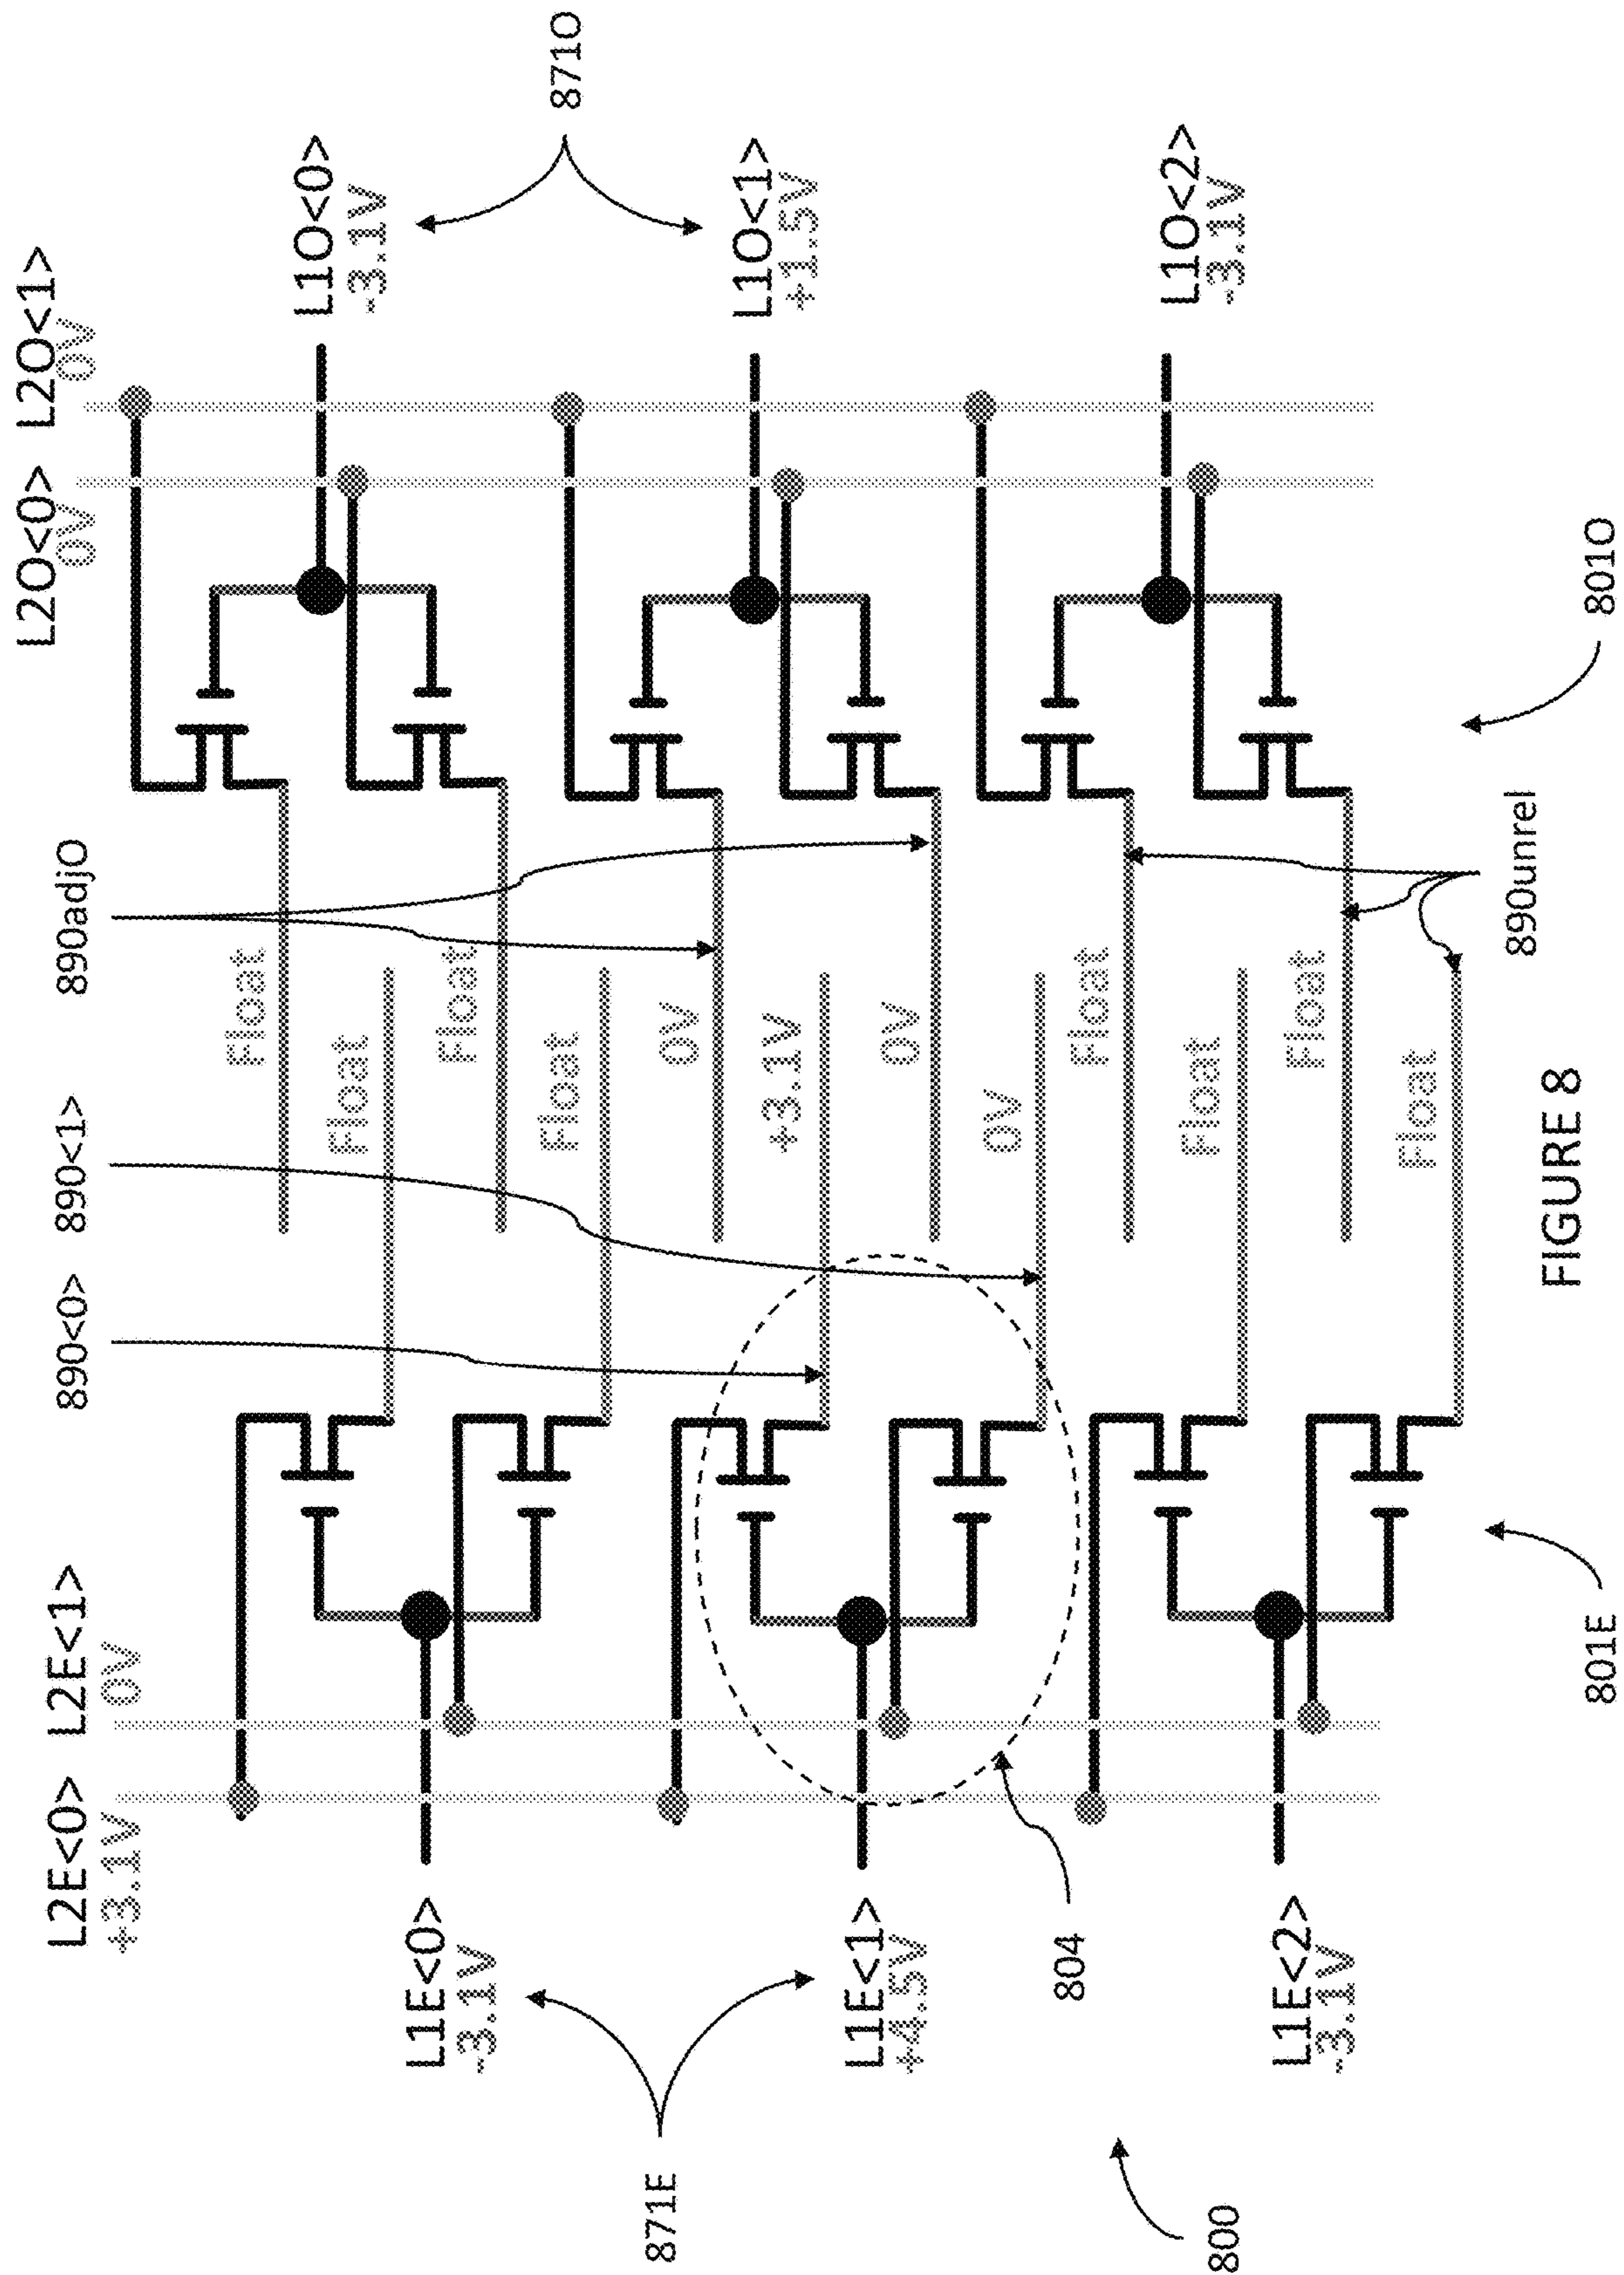 L2E<0> L2E<1>
+3.1V 0V
890<0> 890<1> 890adjO
L2O<0> L2O<1>
0V 0V
Float
L1O<0>
-3.1V
Float
L1E<0>
-3.1V
Float
Float
871O
871E
0V
L1O<1>
+1.5V
+3.1V
L1E<1>
+4.5V
0V
0V
804
Float
L1O<2>
-3.1V
Float
800
L1E<2>
-3.1V
Float
Float
890unrel
FIGURE 8
801E
801O